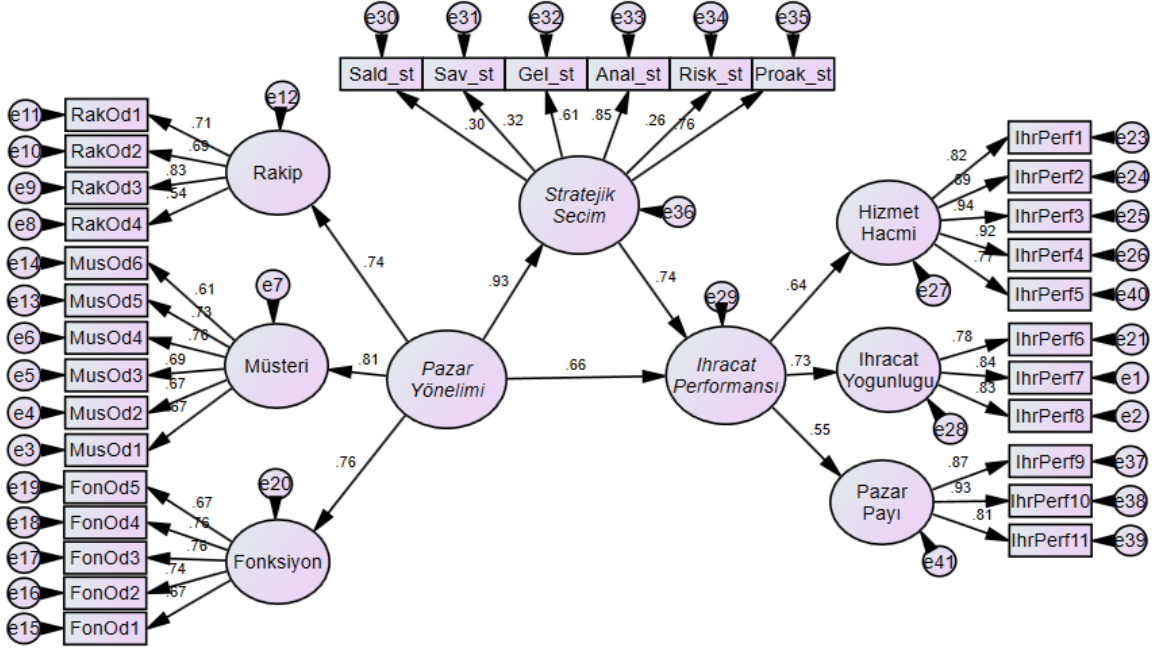 e30 e31 e32 e33 e34 e35
Sald_st Sav_st Gel_st Anal_st Risk_st Proak_st
.30 .32 .61 .85 .26 .76
Stratejik
Secim
e36
e12
Rakip
e11 RakOd1 .71
e10 RakOd2 .69
e9 RakOd3 .83
e8 RakOd4 .54
e7
Müsteri
e14 MusOd6 .61
e13 MusOd5 .73
e6 MusOd4 .76
e5 MusOd3 .69
e4 MusOd2 .67
e3 MusOd1 .67
e20
Fonksiyon
e19 FonOd5 .67
e18 FonOd4 .76
e17 FonOd3 .76
e16 FonOd2 .74
e15 FonOd1 .67
Pazar
Yönelimi
.74
.81
.76
.93
.66
.74
e29
Ihracat
Performansı
.64
.73
.55
Hizmet
Hacmi
e27
.82 IhrPerf1 e23
.89 IhrPerf2 e24
.94 IhrPerf3 e25
.92 IhrPerf4 e26
.77 IhrPerf5 e40
Ihracat
Yogunlugu
e28
.78 IhrPerf6 e21
.84 IhrPerf7 e1
.83 IhrPerf8 e2
Pazar
Payı
e41
.87 IhrPerf9 e37
.93 IhrPerf10 e38
.81 IhrPerf11 e39